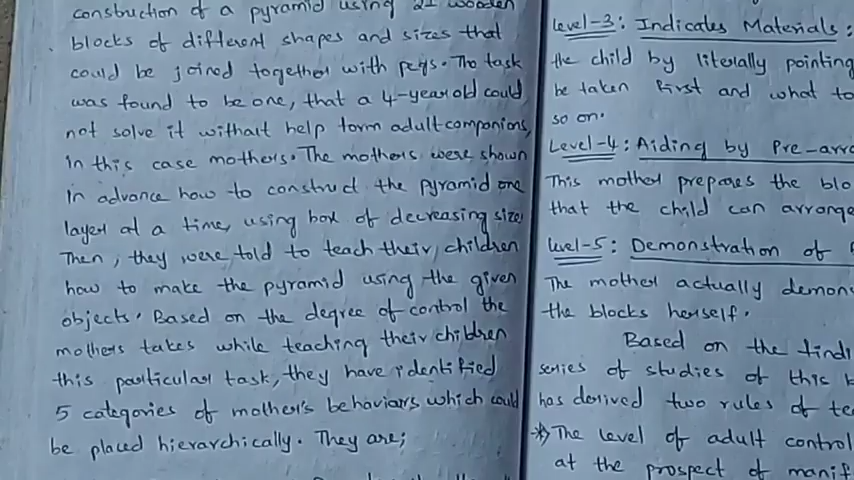 construction of a pyramid using 21 wooden
blocks of different shapes and sizes that
could be joined together with pegs. The task
was found to be one, that a 4-year old could
not solve it without help form adult companions,
in this case mothers. The mothers were shown
in advance how to construct the pyramid one
layer at a time, using box of decreasing size,
Then, they were told to teach their children
how to make the pyramid using the given
objects. Based on the degree of control the
mothers takes while teaching their children
this particular task, they have identified
5 categories of mother's behaviours which could
be placed hierarchically. They are;
Level-3: Indicates Materials:
the child by literally pointing
be taken first and what to
so on.
Level-4: Aiding by Pre-arra
This mother prepares the blo
that the child can arrange
Level-5: Demonstration of
The mother actually demons
the blocks herself.
Based on the findi
series of studies of this
has derived two rules of te
* The level of adult control
at the prospect of manif